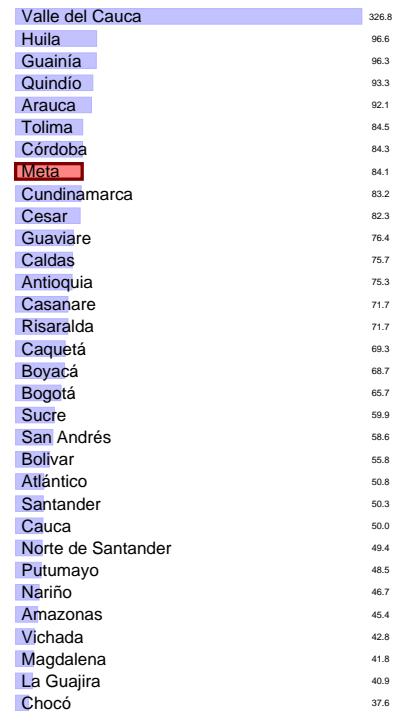 Valle del Cauca 326.8
Huila 96.6
Guainía 96.3
Quindío 93.3
Arauca 92.1
Tolima 84.5
Córdoba 84.3
Meta 84.1
Cundinamarca 83.2
Cesar 82.3
Guaviare 76.4
Caldas 75.7
Antioquia 75.3
Casanare 71.7
Risaralda 71.7
Caquetá 69.3
Boyacá 68.7
Bogotá 65.7
Sucre 59.9
San Andrés 58.6
Bolivar 55.8
Atlántico 50.8
Santander 50.3
Cauca 50.0
Norte de Santander 49.4
Putumayo 48.5
Nariño 46.7
Amazonas 45.4
Vichada 42.8
Magdalena 41.8
La Guajira 40.9
Chocó 37.6